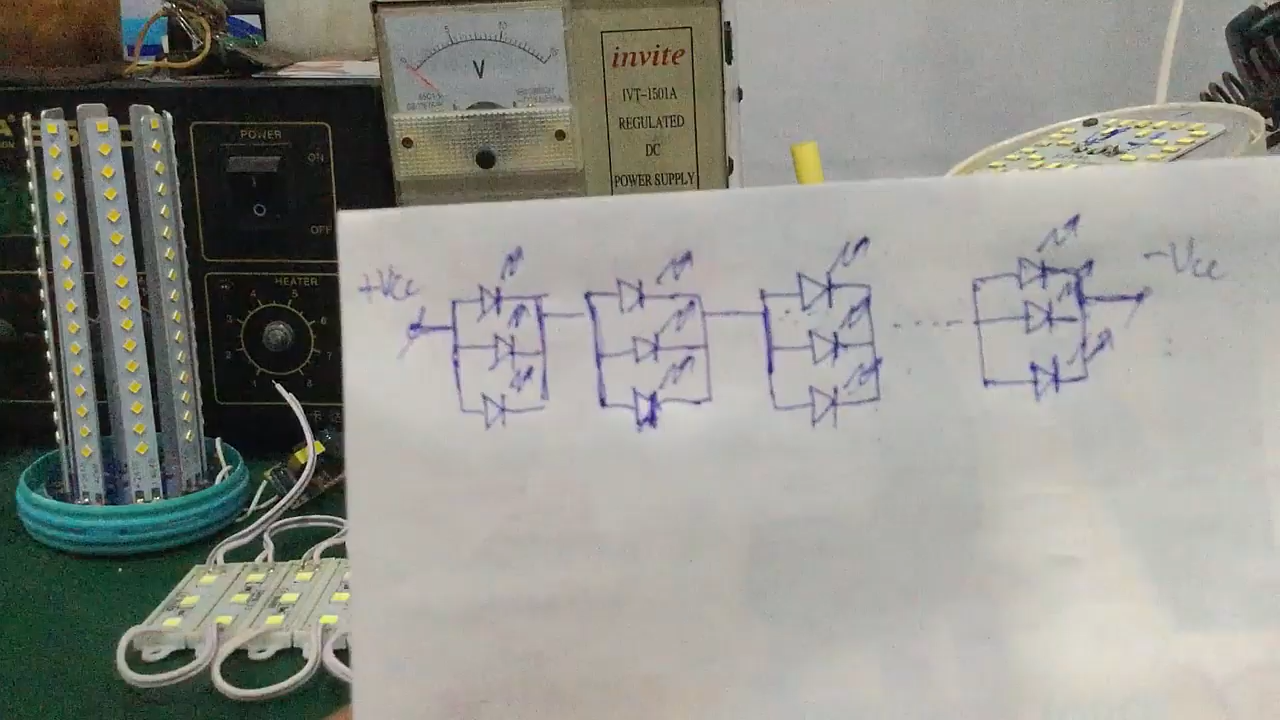 V
invite
IVT-1501A
REGULATED
DC
POWER SUPPLY
POWER
ON
OFF
HEATER
+Vcc
-Vcc